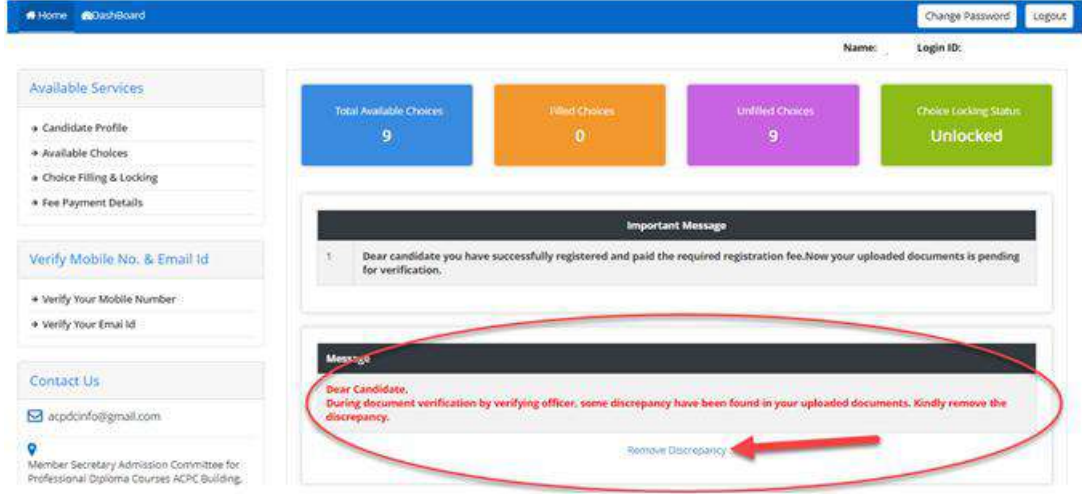 Home DashBoard
Change Password Logout
Name: Login ID:
Available Services
Candidate Profile
Available Choices
Choice Filling & Locking
Fee Payment Details
Verify Mobile No. & Email Id
Verify Your Mobile Number
Verify Your Emai Id
Contact Us
acpdcinfo@gmail.com
Member Secretary Admission Committee for
Professional Diploma Courses ACPC Building,
Total Available Choices
9
Filled Choices
0
Unfilled Choices
9
Choice Locking Status
Unlocked
Important Message
1 Dear candidate you have successfully registered and paid the required registration fee.Now your uploaded documents is pending
for verification.
Message
Dear Candidate,
During document verification by verifying officer, some discrepancy have been found in your uploaded documents. Kindly remove the
discrepancy.
Remove Discrepancy